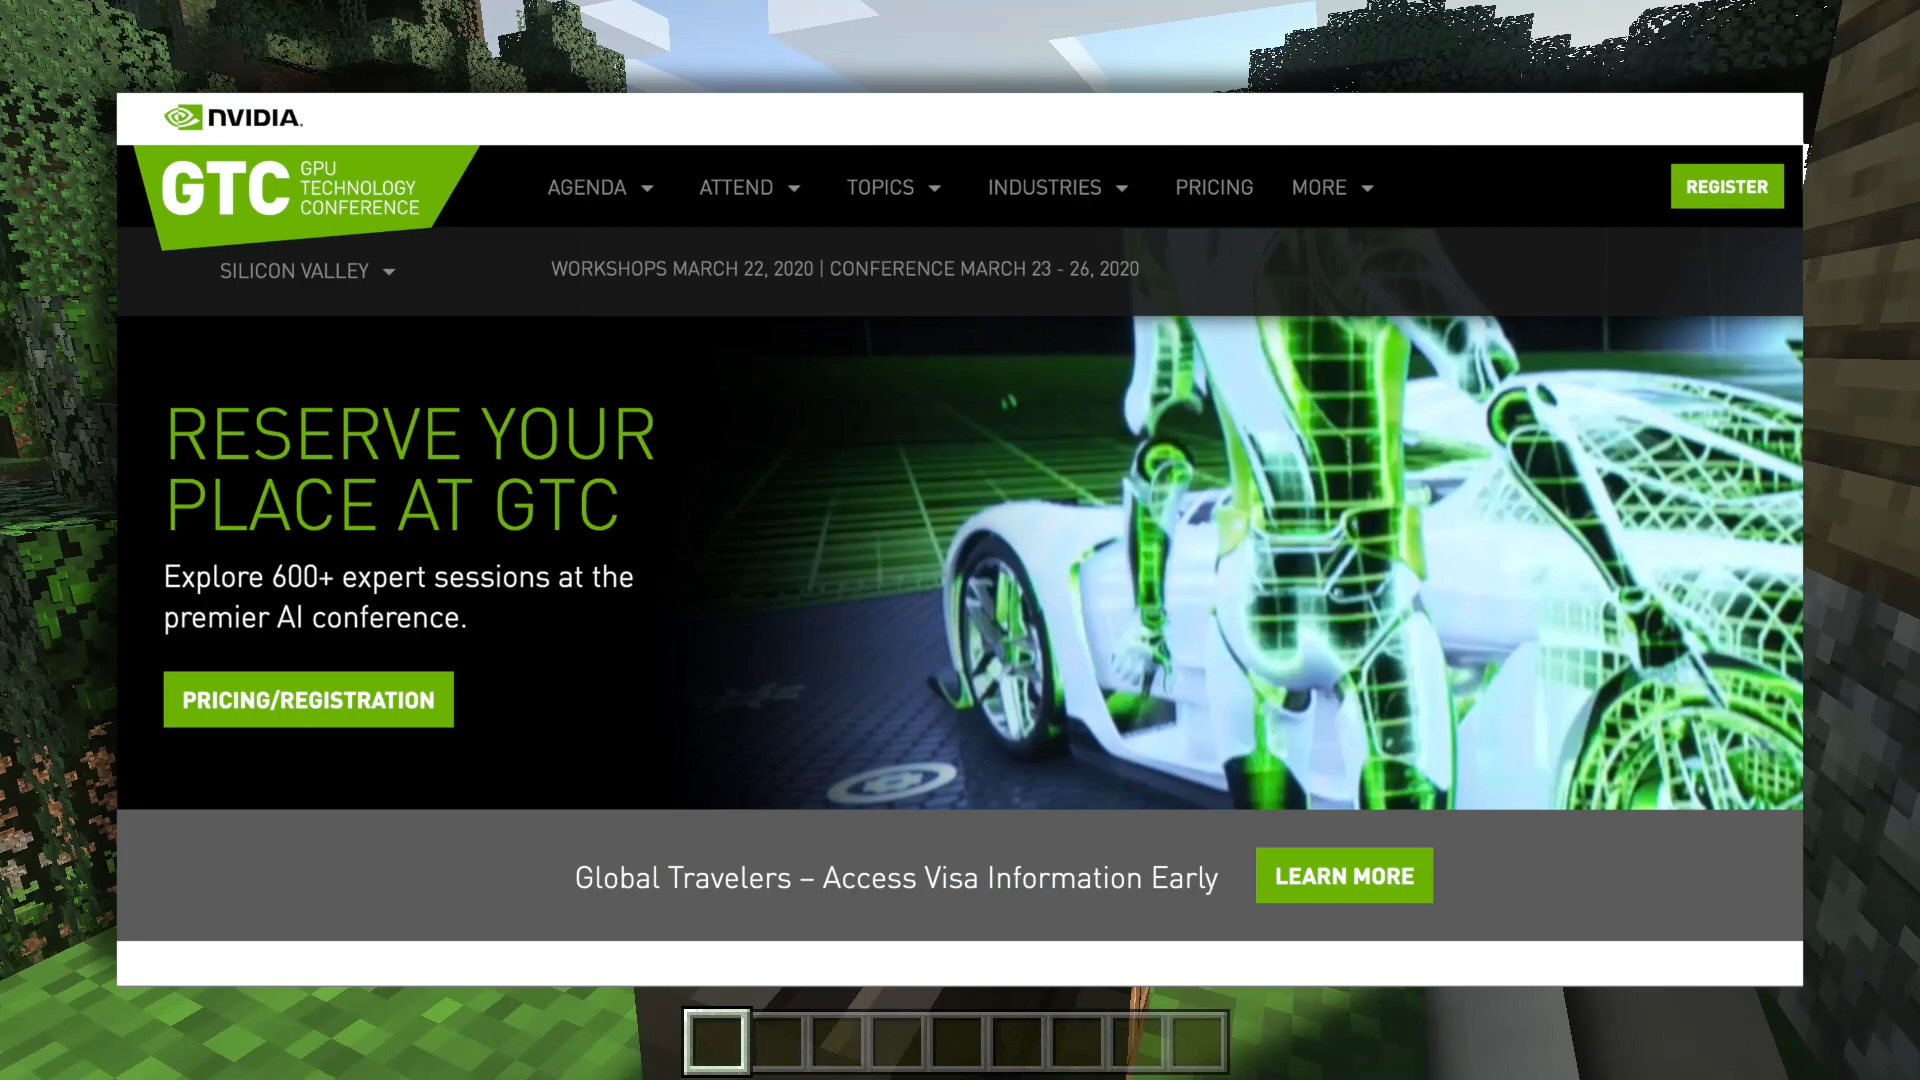 NVIDIA.
GTC GPU TECHNOLOGY CONFERENCE
AGENDA ATTEND TOPICS INDUSTRIES PRICING MORE REGISTER
SILICON VALLEY WORKSHOPS MARCH 22, 2020 | CONFERENCE MARCH 23 - 26, 2020
RESERVE YOUR
PLACE AT GTC
Explore 600+ expert sessions at the
premier AI conference.
PRICING/REGISTRATION
Global Travelers – Access Visa Information Early LEARN MORE